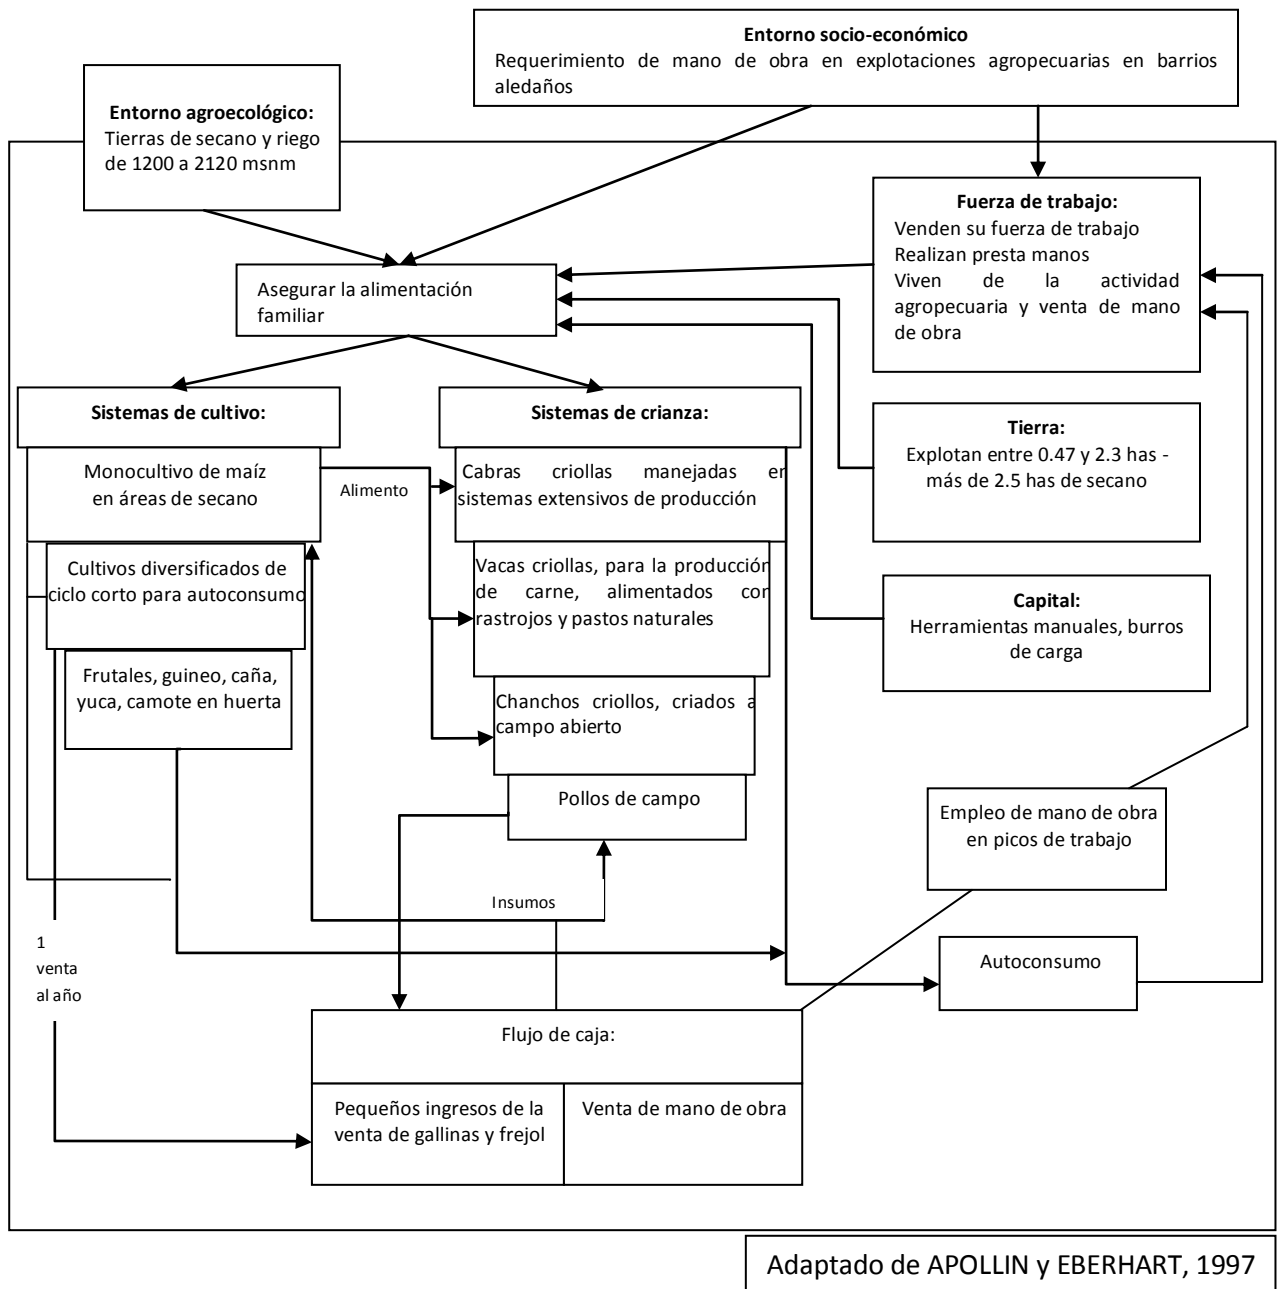 Entorno socio-económico
Requerimiento de mano de obra en explotaciones agropecuarias en barrios
aledaños
Entorno agroecológico:
Tierras de secano y riego
de 1200 a 2120 msnm
Fuerza de trabajo:
Venden su fuerza de trabajo
Realizan presta manos
Viven de la actividad
agropecuaria y venta de mano
de obra
Asegurar la alimentación
familiar
Sistemas de cultivo:
Monocultivo de maíz
en áreas de secano
Cultivos diversificados de
ciclo corto para autoconsumo
Frutales, guineo, caña,
yuca, camote en huerta
Alimento
Sistemas de crianza:
Cabras criollas manejadas en
sistemas extensivos de producción
Vacas criollas, para la producción
de carne, alimentados con
rastrojos y pastos naturales
Chanchos criollos, criados a
campo abierto
Pollos de campo
Tierra:
Explotan entre 0.47 y 2.3 has -
más de 2.5 has de secano
Capital:
Herramientas manuales, burros
de carga
Empleo de mano de obra
en picos de trabajo
Insumos
1
venta
al año
Autoconsumo
Flujo de caja:
Pequeños ingresos de la
venta de gallinas y frejol
Venta de mano de obra
Adaptado de APOLLIN y EBERHART, 1997